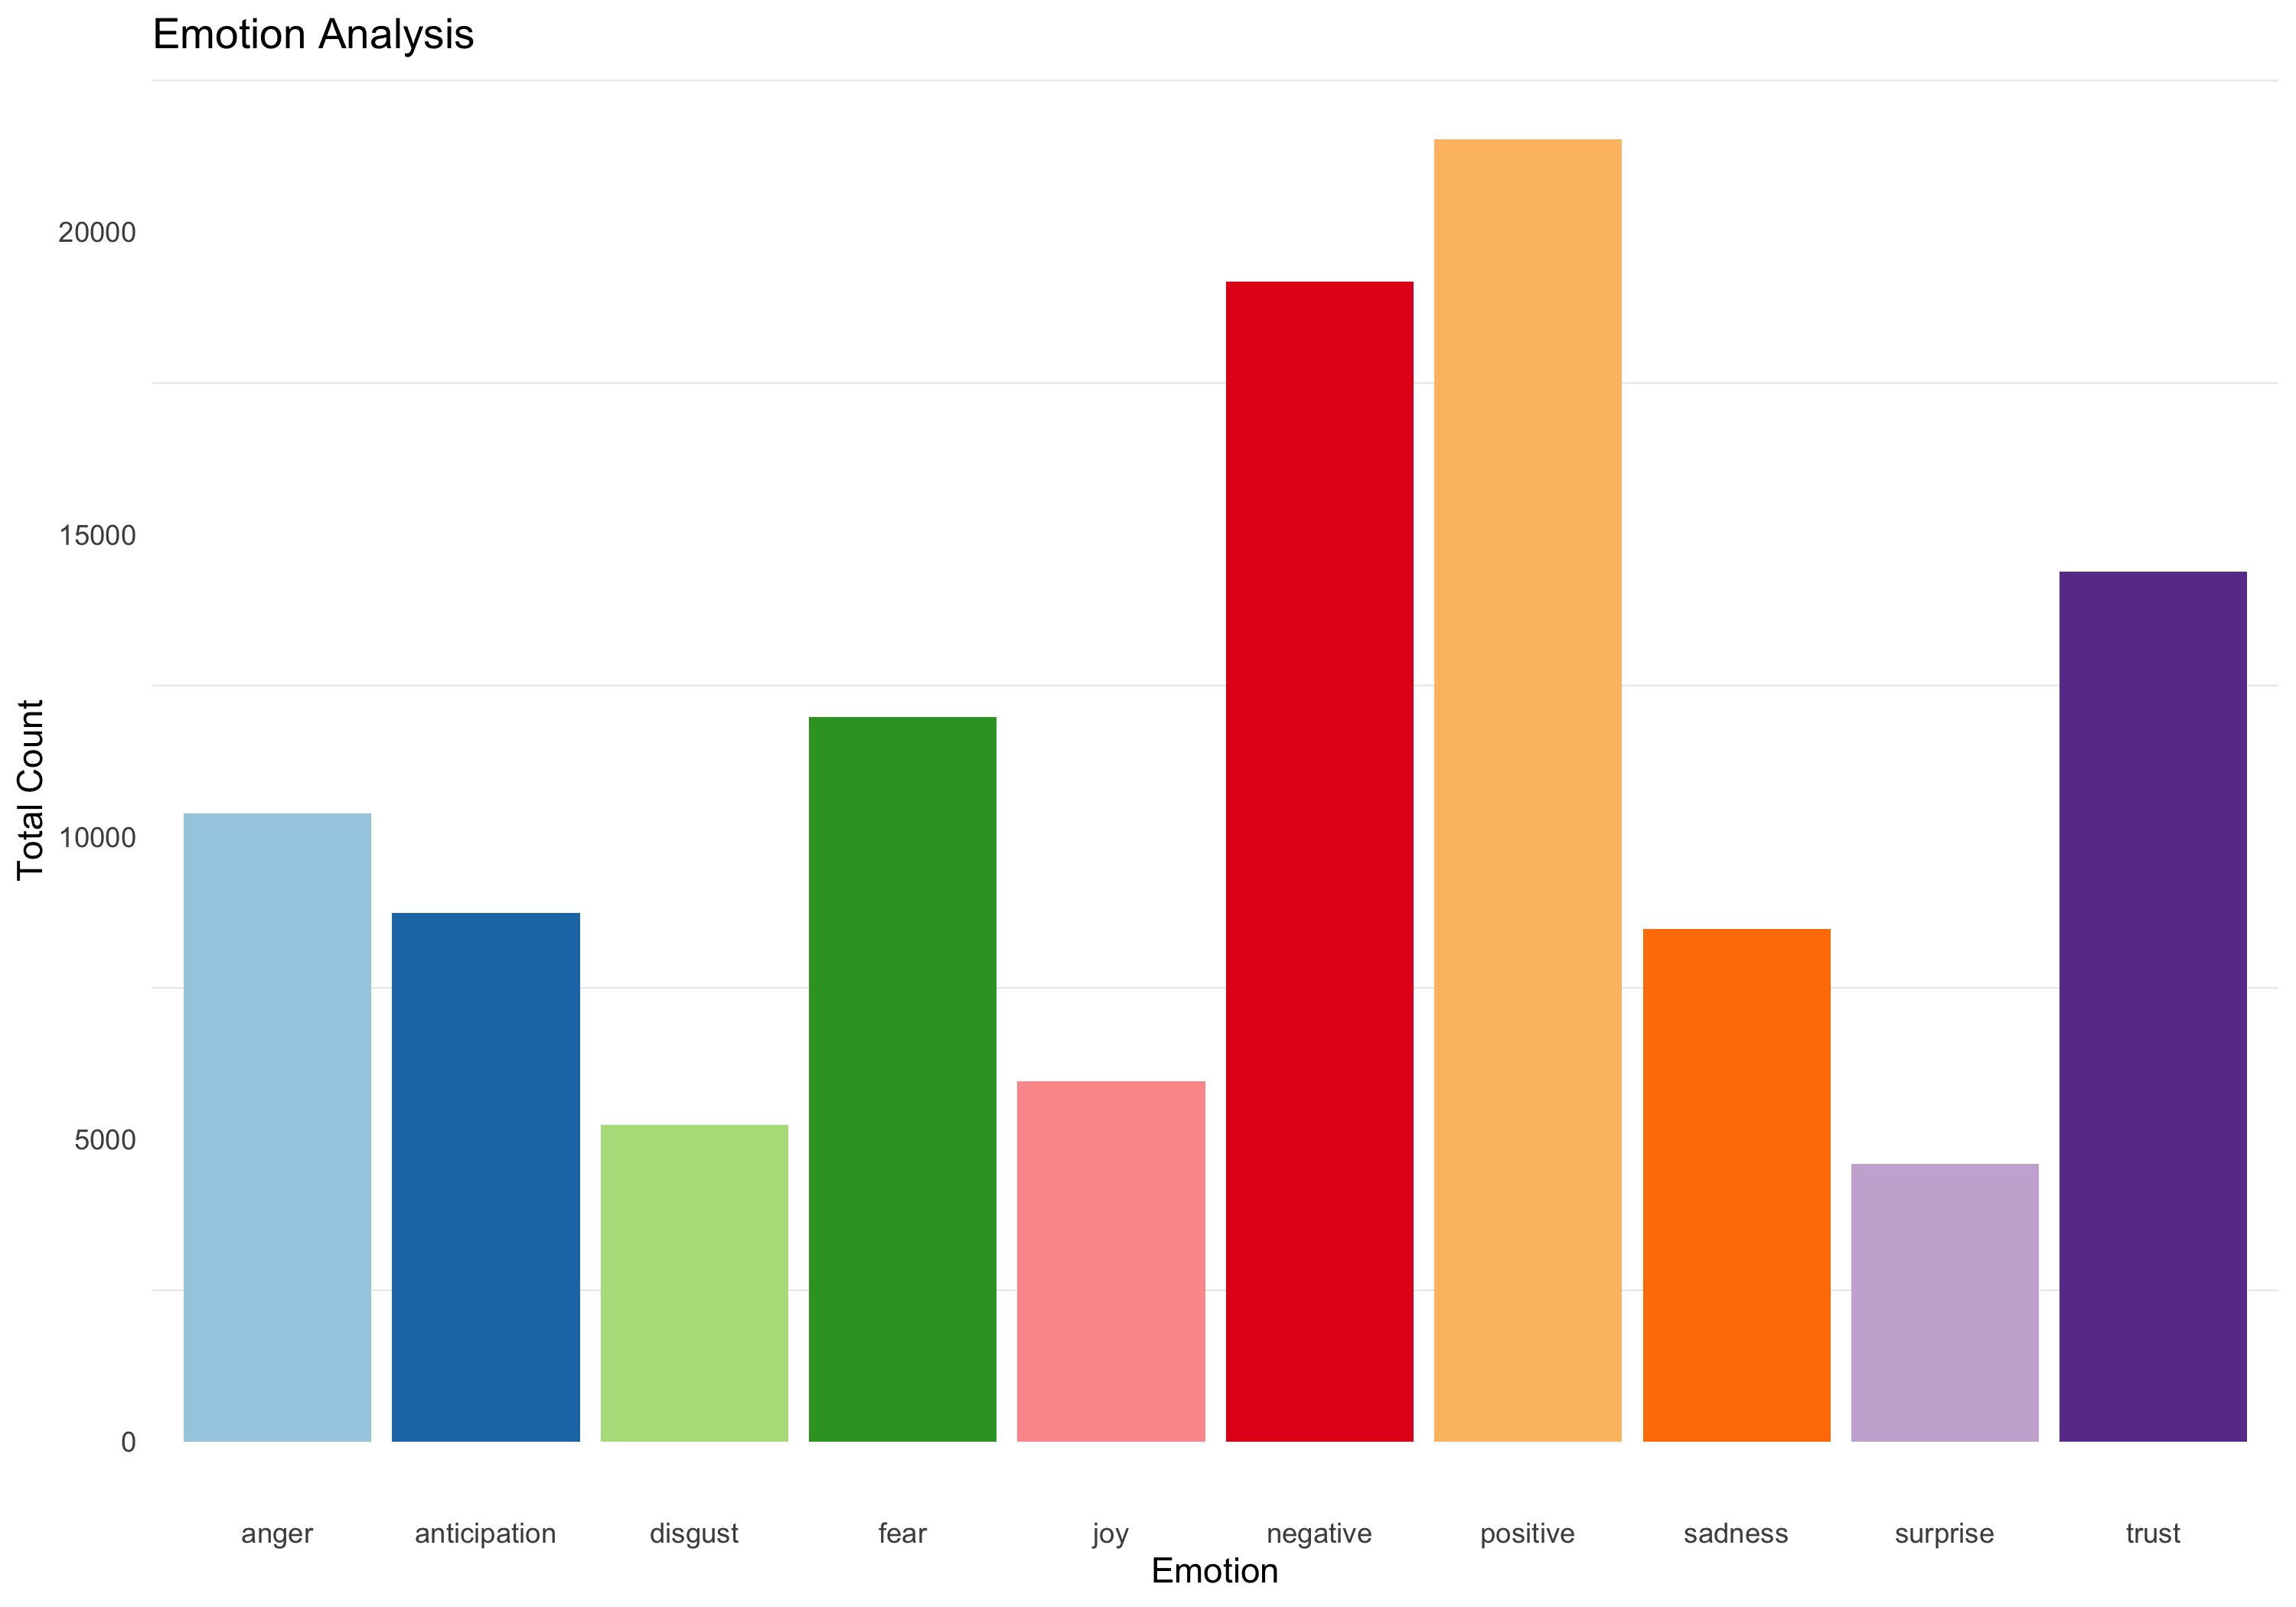 Emotion Analysis
Total Count
20000
15000
10000
5000
0
anger anticipation disgust fear joy negative positive sadness surprise trust
Emotion